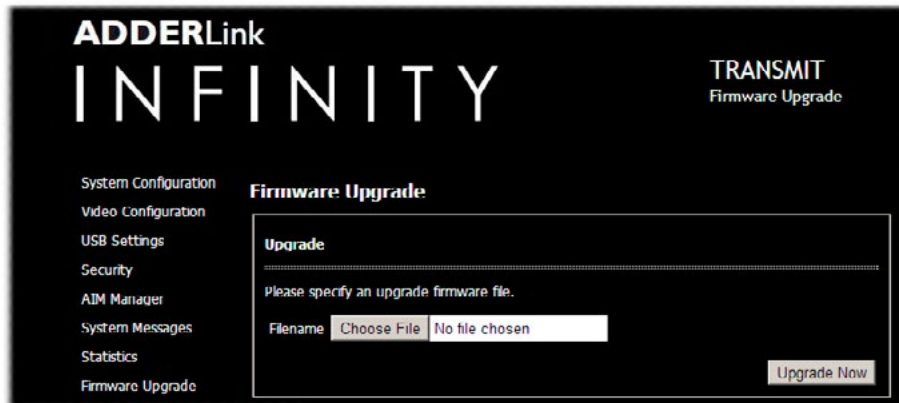 ADDERLink
INFINITY
TRANSMIT
Firmware Upgrade
System Configuration
Video Configuration
USB Settings
Security
AIM Manager
System Messages
Statistics
Firmware Upgrade
Firmware Upgrade
Upgrade
Please specify an upgrade firmware file.
Filename Choose File No file chosen
Upgrade Now